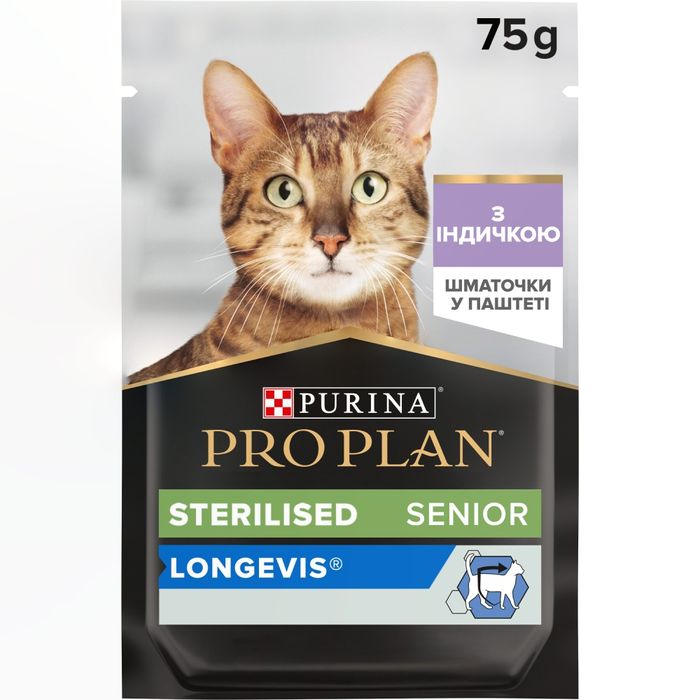 75g
З
ІНДИЧКОЮ
ШМАТОЧКИ
У ПАШТЕТІ
PURINA®
PRO PLAN®
STERILISED SENIOR
LONGEVIS®